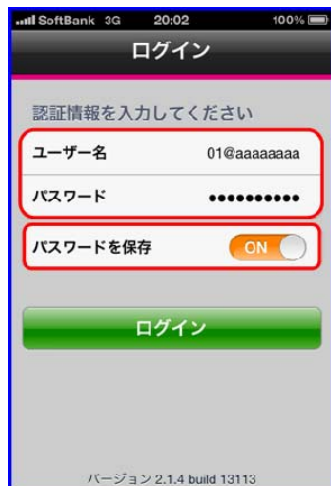 SoftBank 3G 20:02 100%
ログイン
認証情報を入力してください
ユーザー名 01@aaaaaaaa
パスワード ●●●●●●●●●●
パスワードを保存 ON
ログイン
バージョン 2.1.4 build 13113